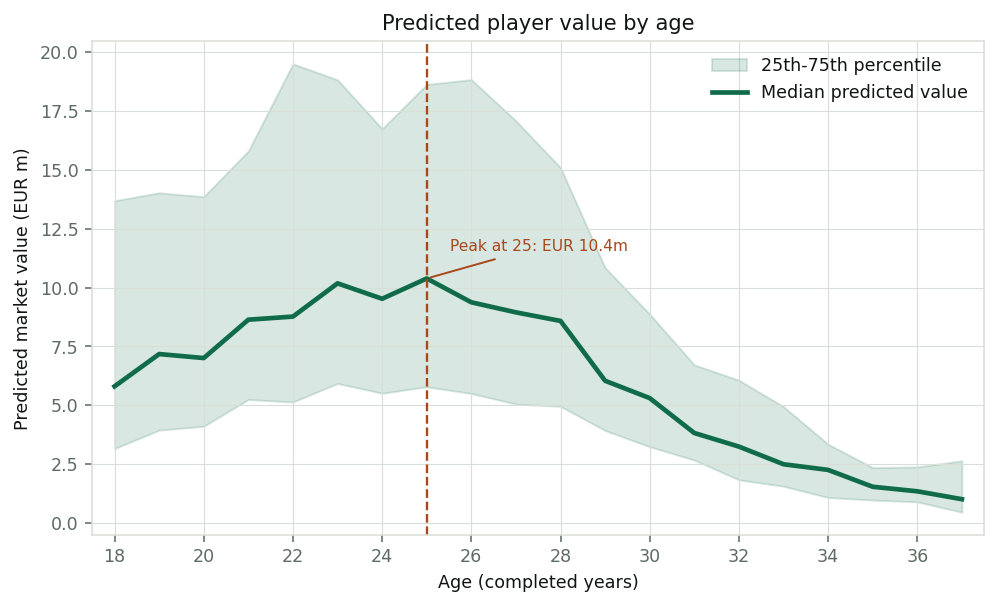 Predicted player value by age
25th-75th percentile
Median predicted value
Peak at 25: EUR 10.4m
Predicted market value (EUR m)
20.0
17.5
15.0
12.5
10.0
7.5
5.0
2.5
0.0
18 20 22 24 26 28 30 32 34 36
Age (completed years)